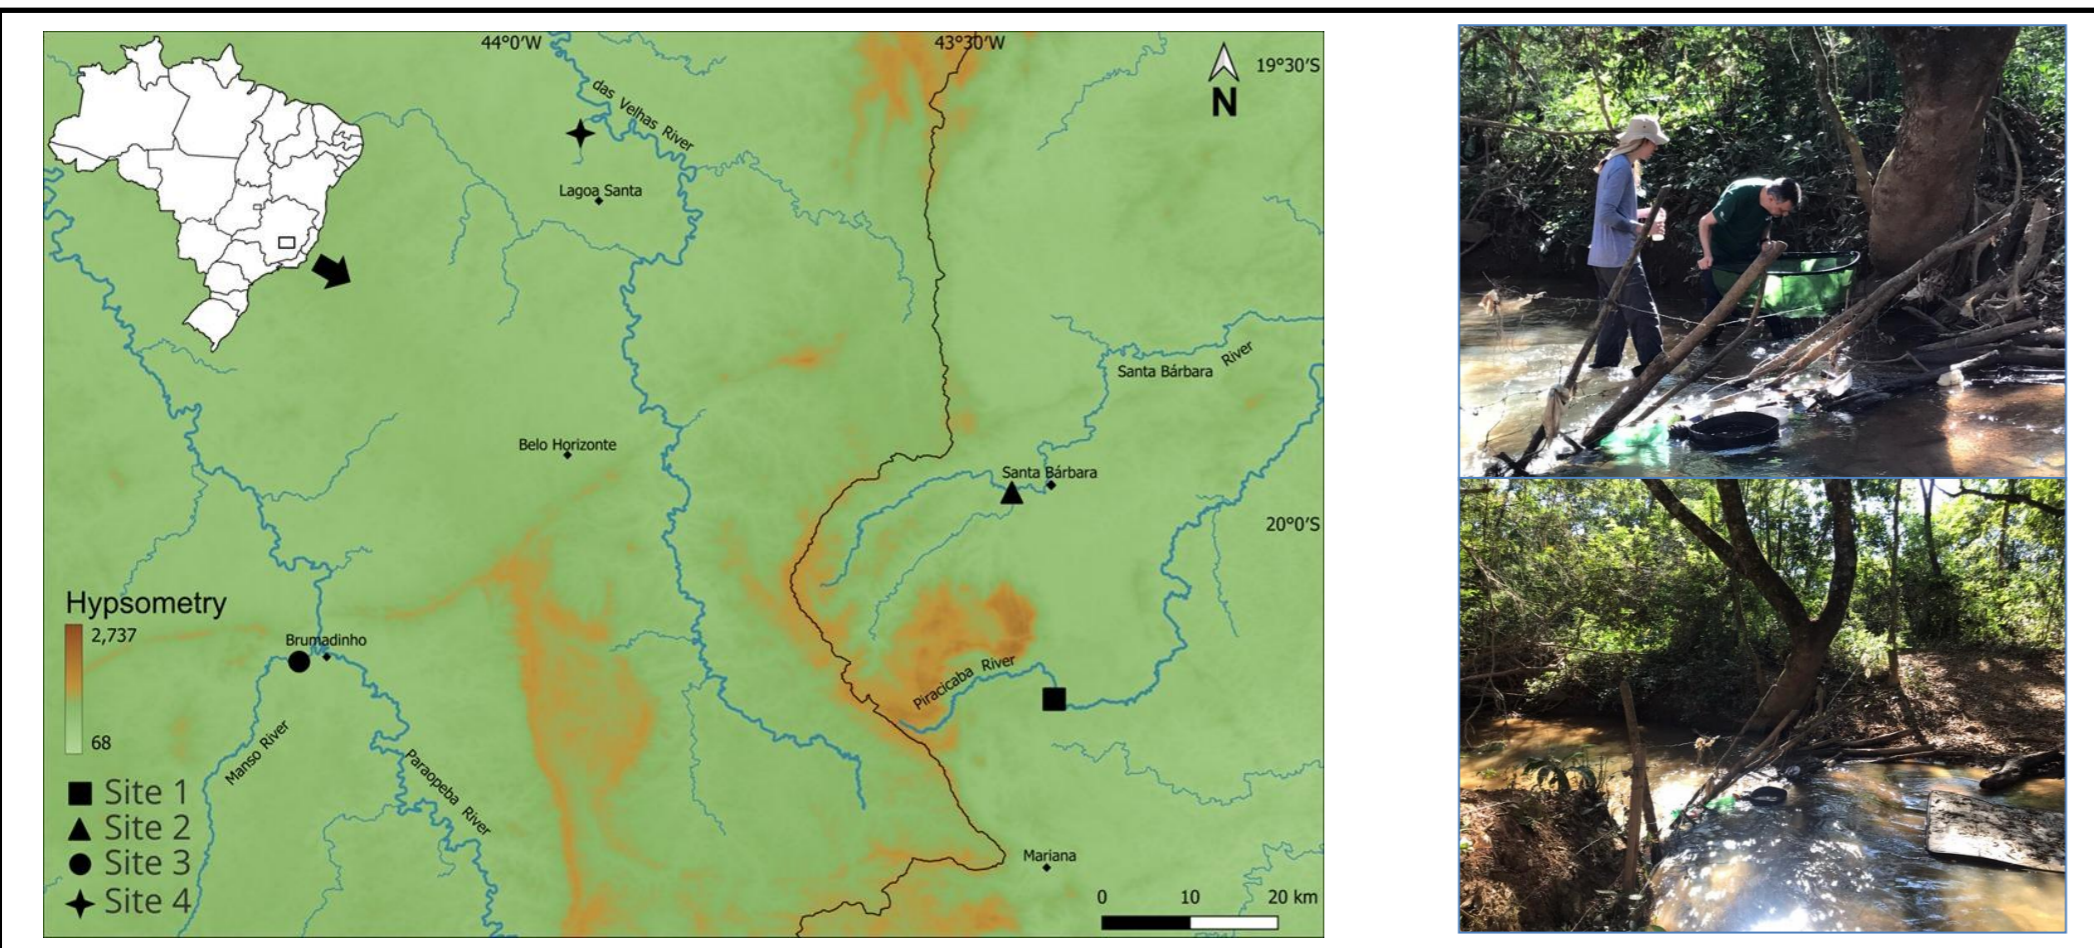 44°0'W
43°30'W
19°30'S
N
das Velhas River
Lagoa Santa
Santa Bárbara River
Belo Horizonte
Santa Bárbara
20°0'S
Hypsometry
2,737
68
Brumadinho
Piracicaba River
Manso River
Paraopeba River
Site 1
Site 2
Site 3
Site 4
Mariana
0 10 20 km